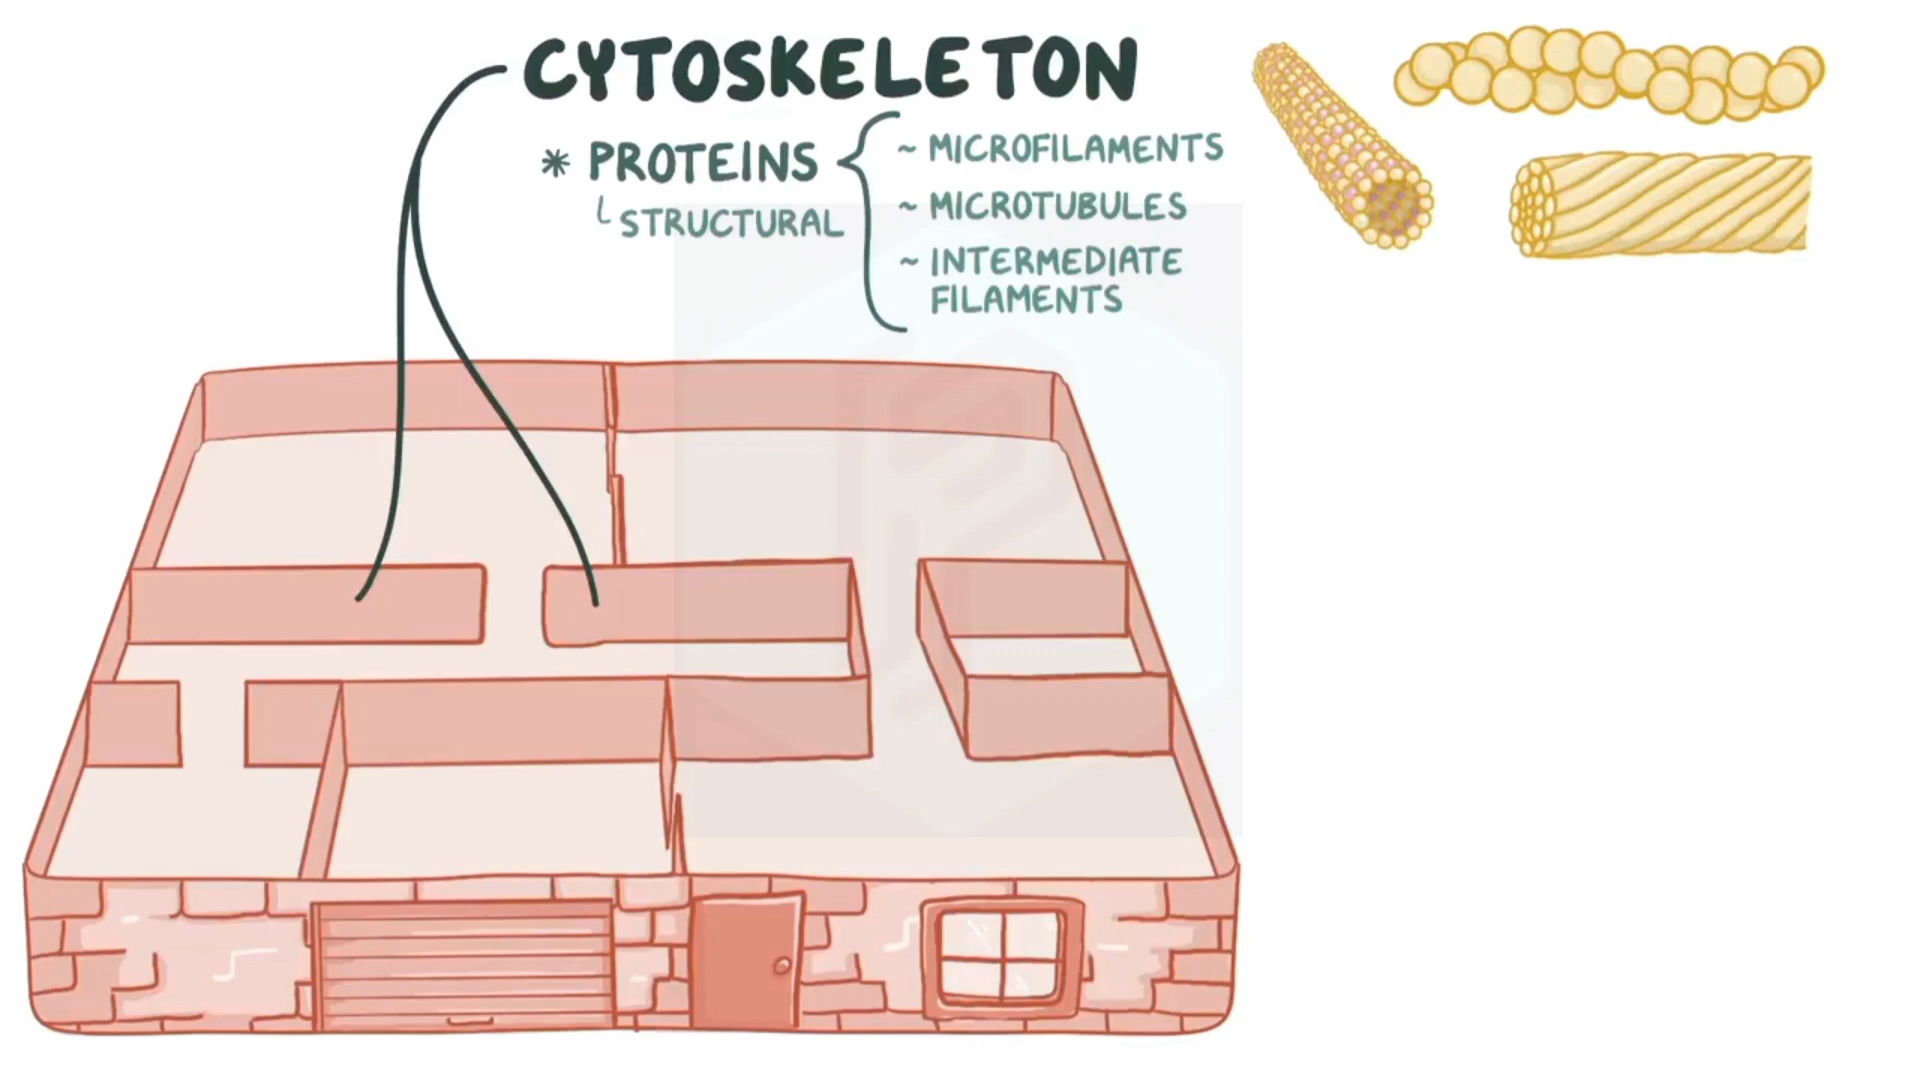 CYTOSKELETON
* PROTEINS
STRUCTURAL
~ MICROFILAMENTS
~ MICROTUBULES
~ INTERMEDIATE
FILAMENTS